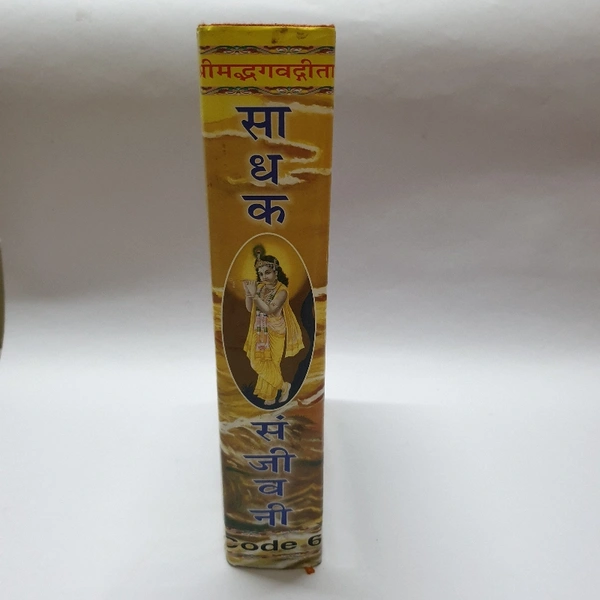 श्रीमद्भगवद्गीता
सा
ध
क
सं
जी
व
नी
Code 6